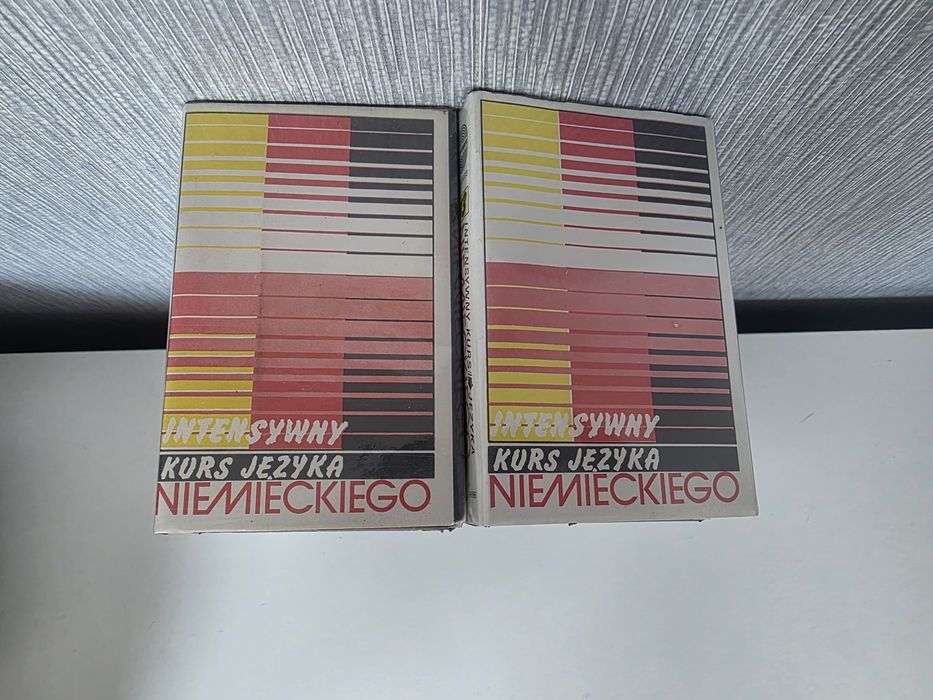 INTENSYWNY
KURS JĘZYKA
NIEMIECKIEGO
INTENSYWNY KURS JĘZYKA
INTENSYWNY
KURS JĘZYKA
NIEMIECKIEGO